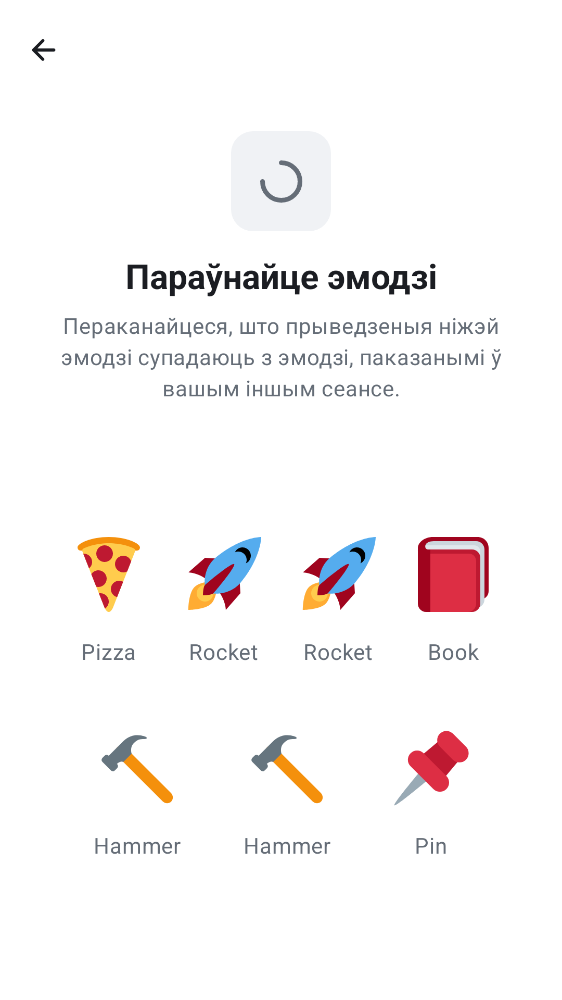 Параўнайце эмодзі
Пераканайцеся, што прыведзеныя ніжэй
эмодзі супадаюць з эмодзі, паказанымі ў
вашым іншым сеансе.
Pizza Rocket Rocket Book
Hammer Hammer Pin